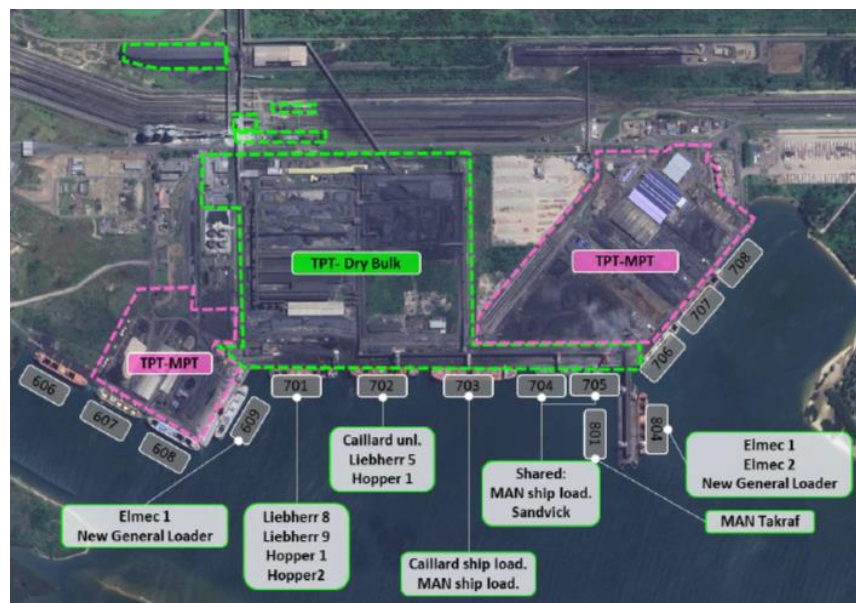 TPT- Dry Bulk
TPT-MPT
TPT-MPT
606
607
608
609
701
702
703
704
705
706
707
708
801
804
Elmec 1
New General Loader
Liebherr 8
Liebherr 9
Hopper 1
Hopper2
Caillard unl.
Liebherr 5
Hopper 1
Caillard ship load.
MAN ship load.
Shared:
MAN ship load.
Sandvick
Elmec 1
Elmec 2
New General Loader
MAN Takraf